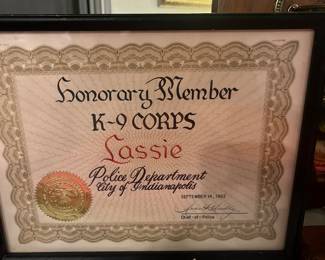 Honorary Member
K-9 CORPS
Lassie
Police Department
City of Indianapolis
Chief - of - Police